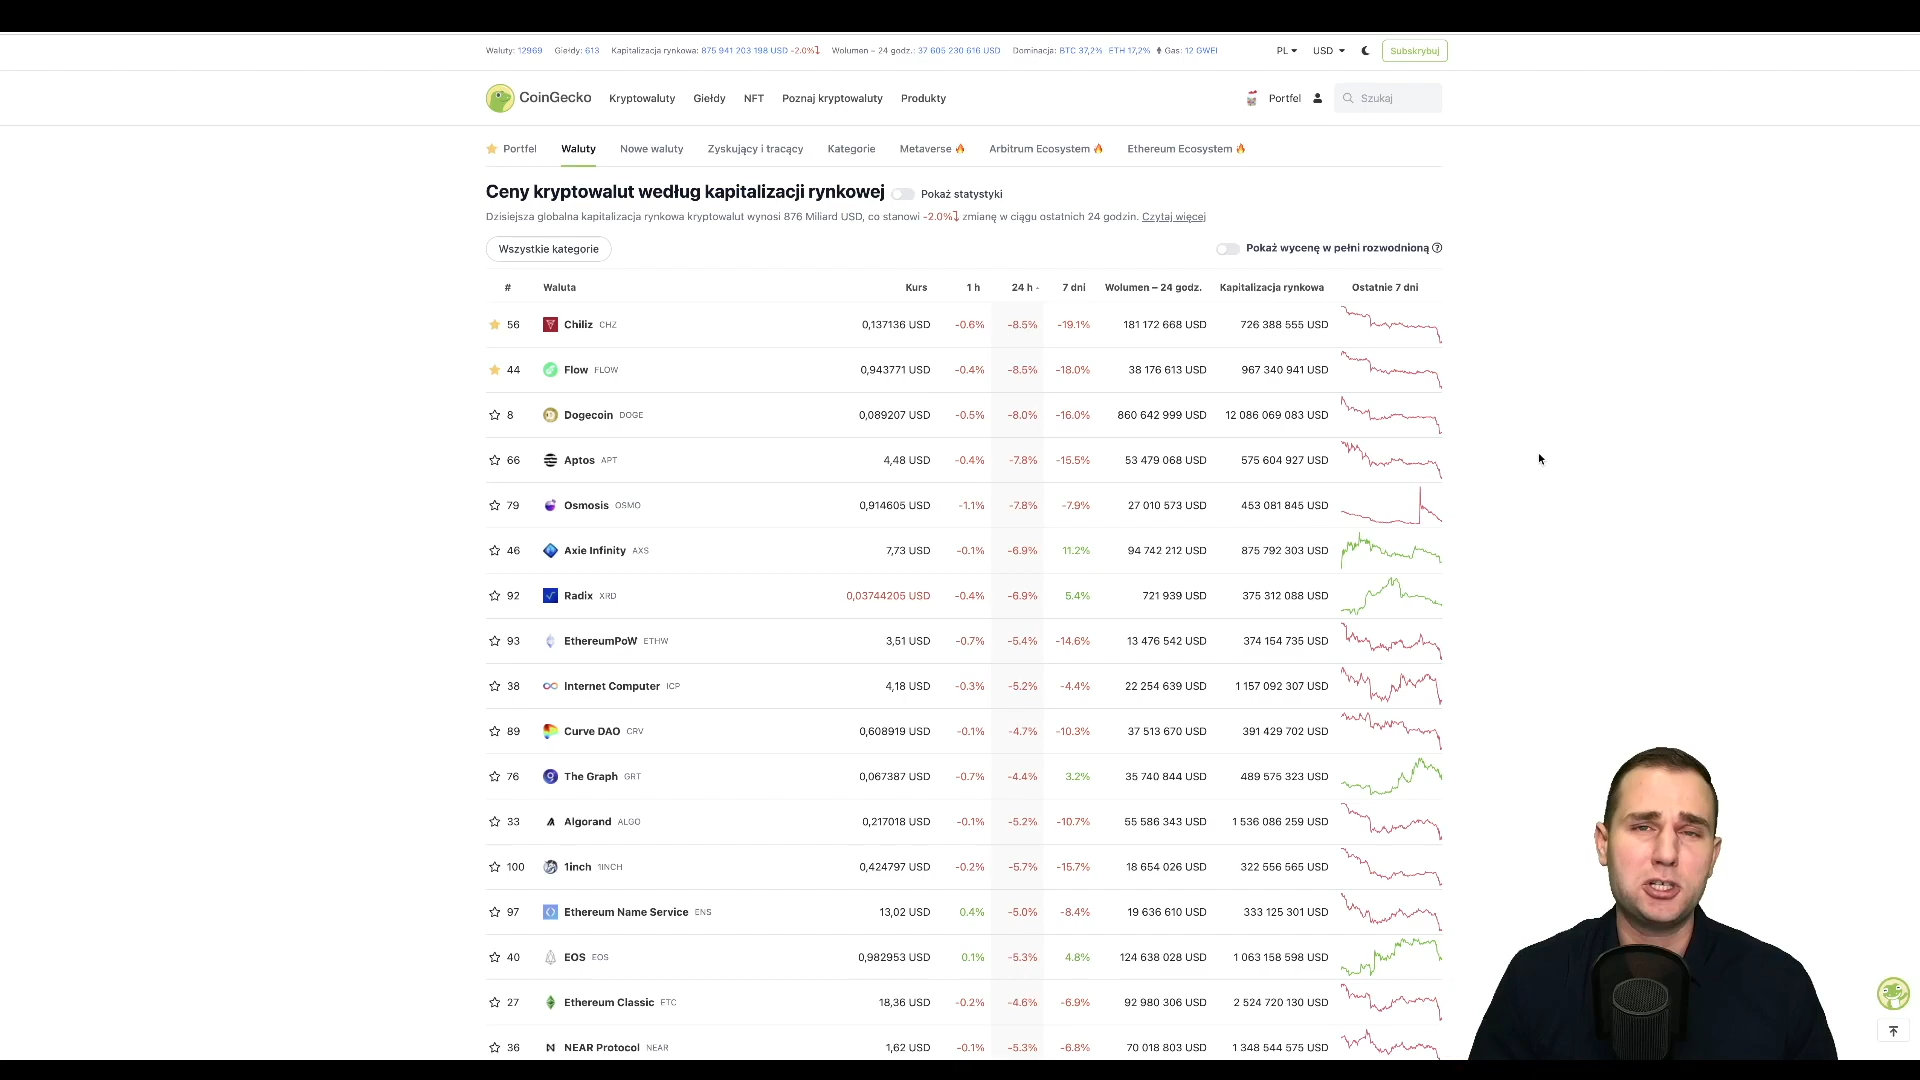 Waluty: 12969 Giełdy: 613 Kapitalizacja rynkowa: 875 941 203 198 USD -2.0% Wolumen – 24 godz.: 37 605 230 616 USD Dominacja: BTC 37,2% ETH 17,2% Gas: 12 GWEI PL USD Subskrybuj
CoinGecko Kryptowaluty Giełdy NFT Poznaj kryptowaluty Produkty Portfel Szukaj
Portfel Waluty Nowe waluty Zyskujący i tracący Kategorie Metaverse Arbitrum Ecosystem Ethereum Ecosystem
Ceny kryptowalut według kapitalizacji rynkowej Pokaż statystyki
Dzisiejsza globalna kapitalizacja rynkowa kryptowalut wynosi 876 Miliard USD, co stanowi -2.0% zmianę w ciągu ostatnich 24 godzin. Czytaj więcej
Wszystkie kategorie Pokaż wycenę w pełni rozwodnioną
# Waluta Kurs 1 h 24 h 7 dni Wolumen – 24 godz. Kapitalizacja rynkowa Ostatnie 7 dni
56 Chiliz CHZ 0,137136 USD -0.6% -8.5% -19.1% 181 172 668 USD 726 388 555 USD
44 Flow FLOW 0,943771 USD -0.4% -8.5% -18.0% 38 176 613 USD 967 340 941 USD
8 Dogecoin DOGE 0,089207 USD -0.5% -8.0% -16.0% 860 642 999 USD 12 086 069 083 USD
66 Aptos APT 4,48 USD -0.4% -7.8% -15.5% 53 479 068 USD 575 604 927 USD
79 Osmosis OSMO 0,914605 USD -1.1% -7.8% -7.9% 27 010 573 USD 453 081 845 USD
46 Axie Infinity AXS 7,73 USD -0.1% -6.9% 11.2% 94 742 212 USD 875 792 303 USD
92 Radix XRD 0,03744205 USD -0.4% -6.9% 5.4% 721 939 USD 375 312 088 USD
93 EthereumPoW ETHW 3,51 USD -0.7% -5.4% -14.6% 13 476 542 USD 374 154 735 USD
38 Internet Computer ICP 4,18 USD -0.3% -5.2% -4.4% 22 254 639 USD 1 157 092 307 USD
89 Curve DAO CRV 0,608919 USD -0.1% -4.7% -10.3% 37 513 670 USD 391 429 702 USD
76 The Graph GRT 0,067387 USD -0.7% -4.4% 3.2% 35 740 844 USD 489 575 323 USD
33 Algorand ALGO 0,217018 USD -0.1% -5.2% -10.7% 55 586 343 USD 1 536 086 259 USD
100 1inch 1INCH 0,424797 USD -0.2% -5.7% -15.7% 18 654 026 USD 322 556 565 USD
97 Ethereum Name Service ENS 13,02 USD 0.4% -5.0% -8.4% 19 636 610 USD 333 125 301 USD
40 EOS EOS 0,982953 USD 0.1% -5.3% 4.8% 124 638 028 USD 1 063 158 598 USD
27 Ethereum Classic ETC 18,36 USD -0.2% -4.6% -6.9% 92 980 306 USD 2 524 720 130 USD
36 NEAR Protocol NEAR 1,62 USD -0.1% -5.3% -6.8% 70 018 803 USD 1 348 544 575 USD